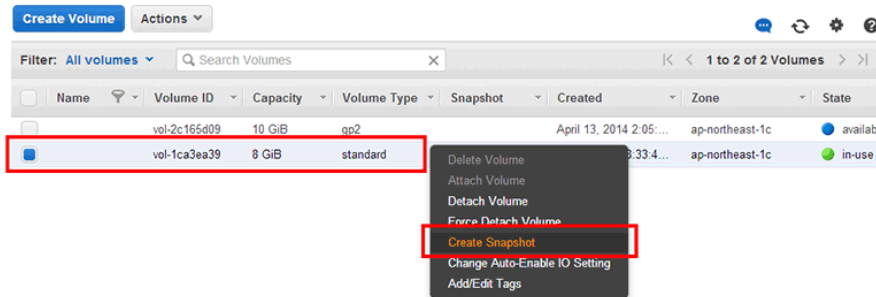 Create Volume Actions
Filter: All volumes Search Volumes 1 to 2 of 2 Volumes
Name Volume ID Capacity Volume Type Snapshot Created Zone State
vol-2c165d09 10 GiB gp2 April 13, 2014 2:05:... ap-northeast-1c availab
vol-1ca3ea39 8 GiB standard 3:33:4... ap-northeast-1c in-use
Delete Volume
Attach Volume
Detach Volume
Force Detach Volume
Create Snapshot
Change Auto-Enable IO Setting
Add/Edit Tags